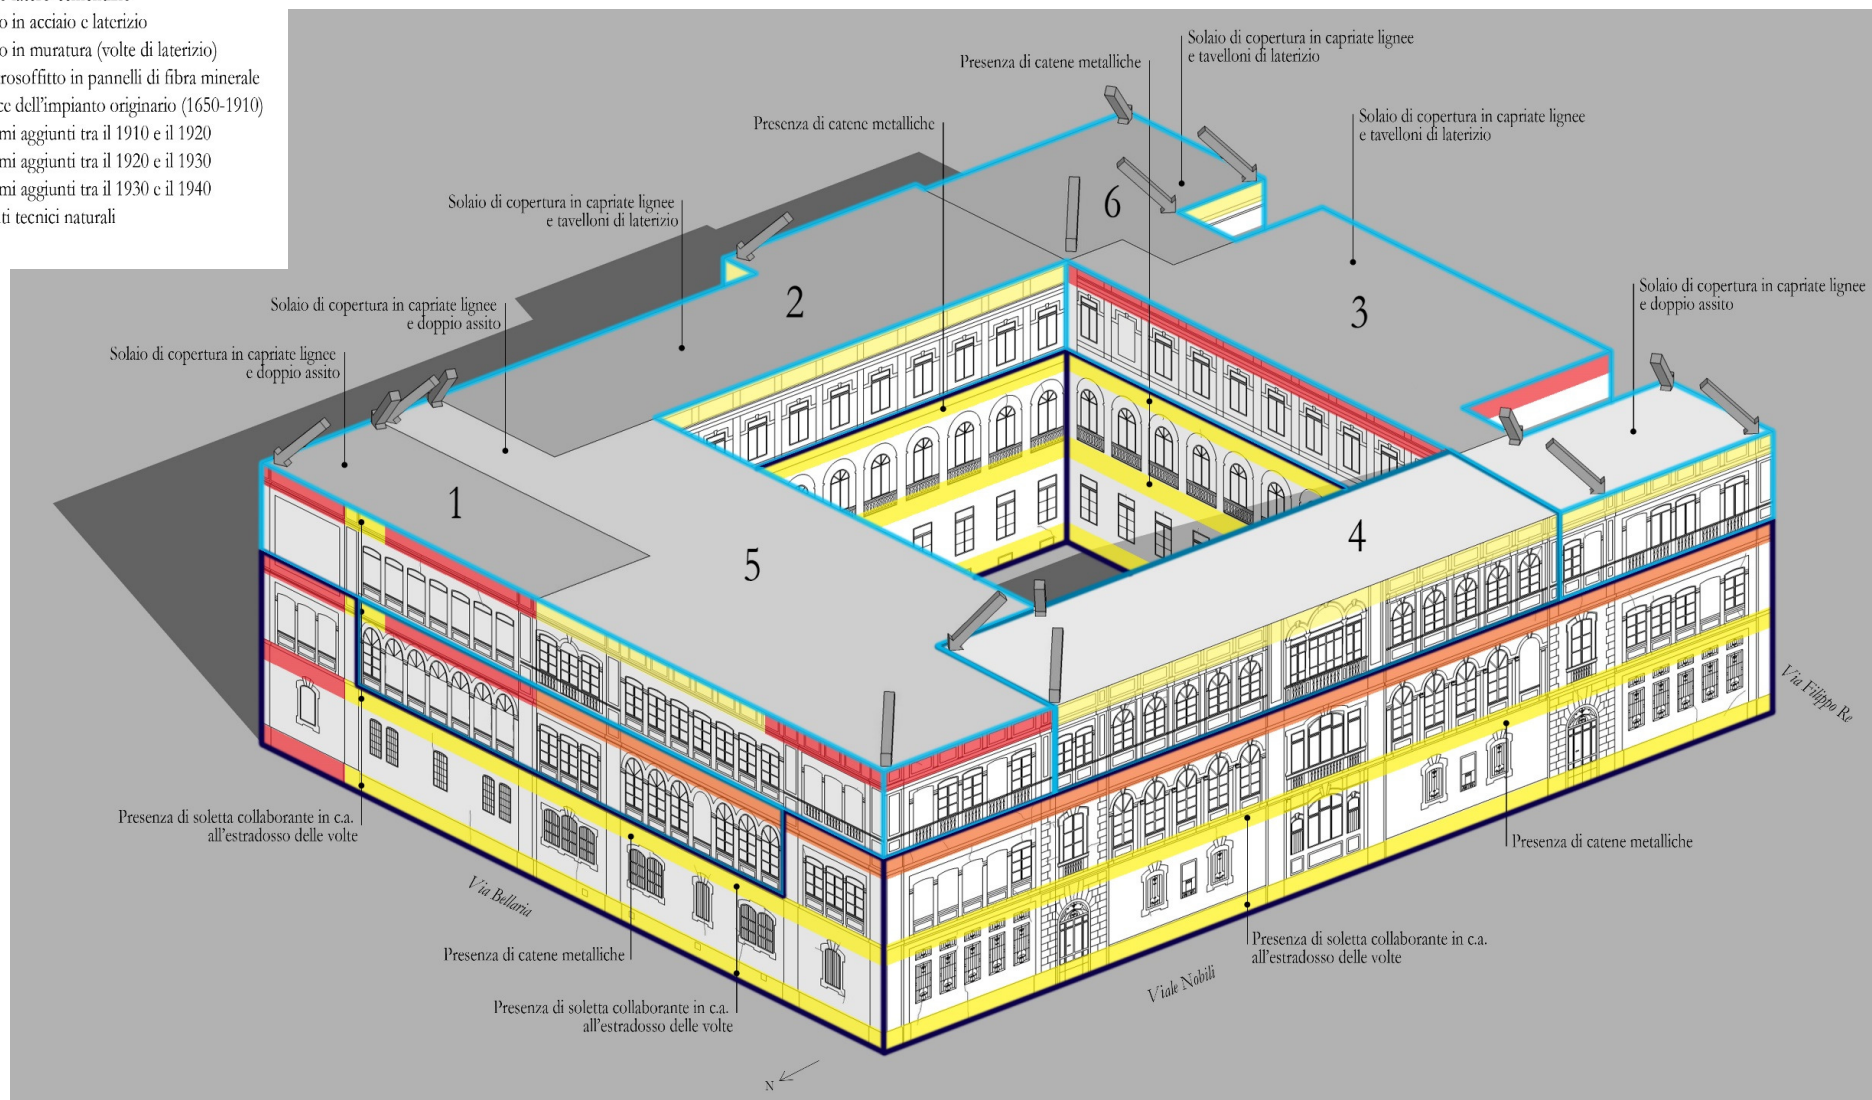 o in acciaio e laterizio
o in muratura (volte di laterizio)
rosoffitto in pannelli di fibra minerale
ce dell'impianto originario (1650-1910)
mi aggiunti tra il 1910 e il 1920
mi aggiunti tra il 1920 e il 1930
mi aggiunti tra il 1930 e il 1940
ti tecnici naturali
Solaio di copertura in capriate lignee
e tavelloni di laterizio
Presenza di catene metalliche
Solaio di copertura in capriate lignee
e tavelloni di laterizio
Presenza di catene metalliche
Solaio di copertura in capriate lignee
e tavelloni di laterizio
6
Solaio di copertura in capriate lignee
e doppio assito
2
3
Solaio di copertura in capriate lignee
e doppio assito
Solaio di copertura in capriate lignee
e doppio assito
1
5
4
Via Filippo Re
Presenza di soletta collaborante in c.a.
all'estradosso delle volte
Presenza di catene metalliche
Via Bellaria
Presenza di catene metalliche
Presenza di soletta collaborante in c.a.
all'estradosso delle volte
Viale Nobili
Presenza di soletta collaborante in c.a.
all'estradosso delle volte
N